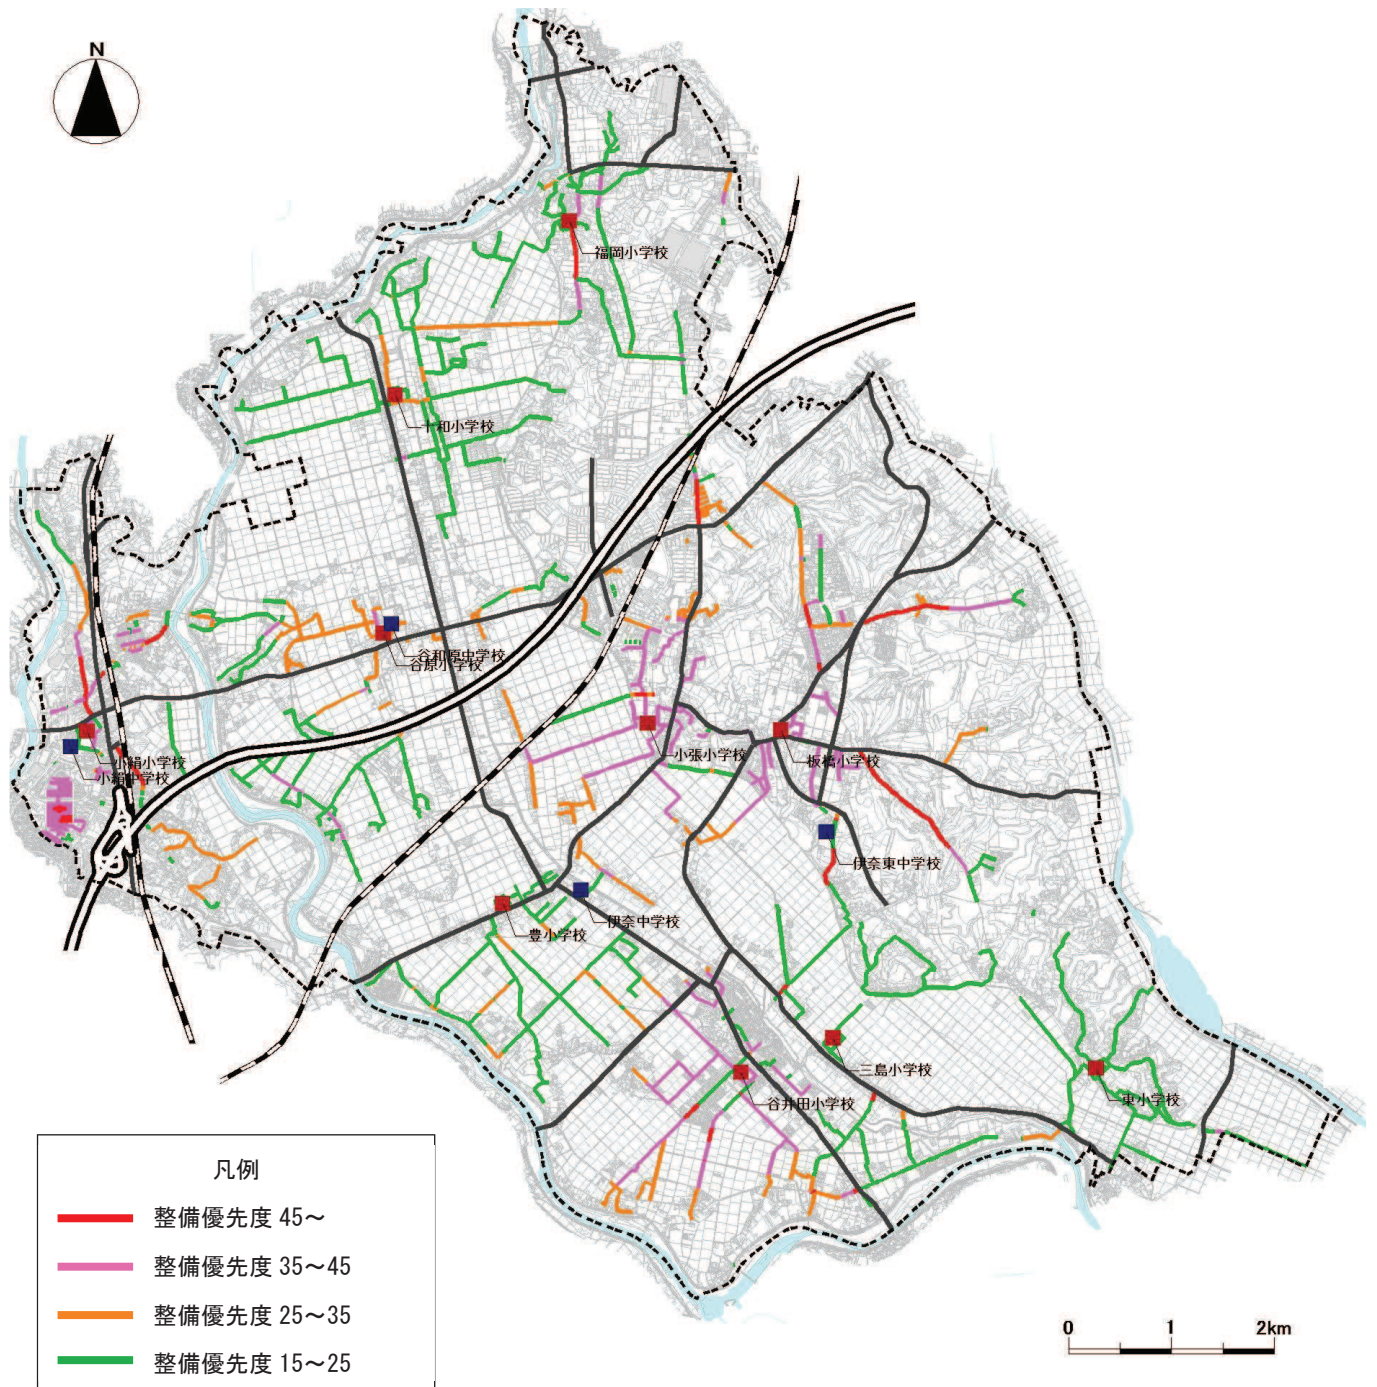 N
福岡小学校
十和小学校
谷和原中学校
谷原小学校
小絹小学校
小絹中学校
小張小学校
板橋小学校
伊奈東中学校
伊奈中学校
豊小学校
三島小学校
谷井田小学校
東小学校
凡例
整備優先度 45～
整備優先度 35～45
整備優先度 25～35
整備優先度 15～25
0 1 2km